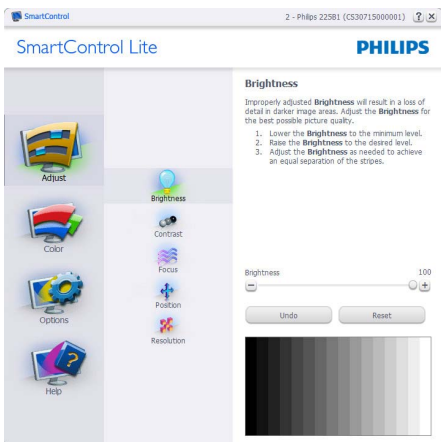 SmartControl
2 - Philips 225B1 (CS30715000001)
SmartControl Lite
PHILIPS
Adjust
Color
Options
Help
Brightness
Contrast
Focus
Position
Resolution
Brightness
Improperly adjusted Brightness will result in a loss of
detail in darker image areas. Adjust the Brightness for
the best possible picture quality.
1. Lower the Brightness to the minimum level.
2. Raise the Brightness to the desired level.
3. Adjust the Brightness as needed to achieve
an equal separation of the stripes.
Brightness 100
Undo Reset